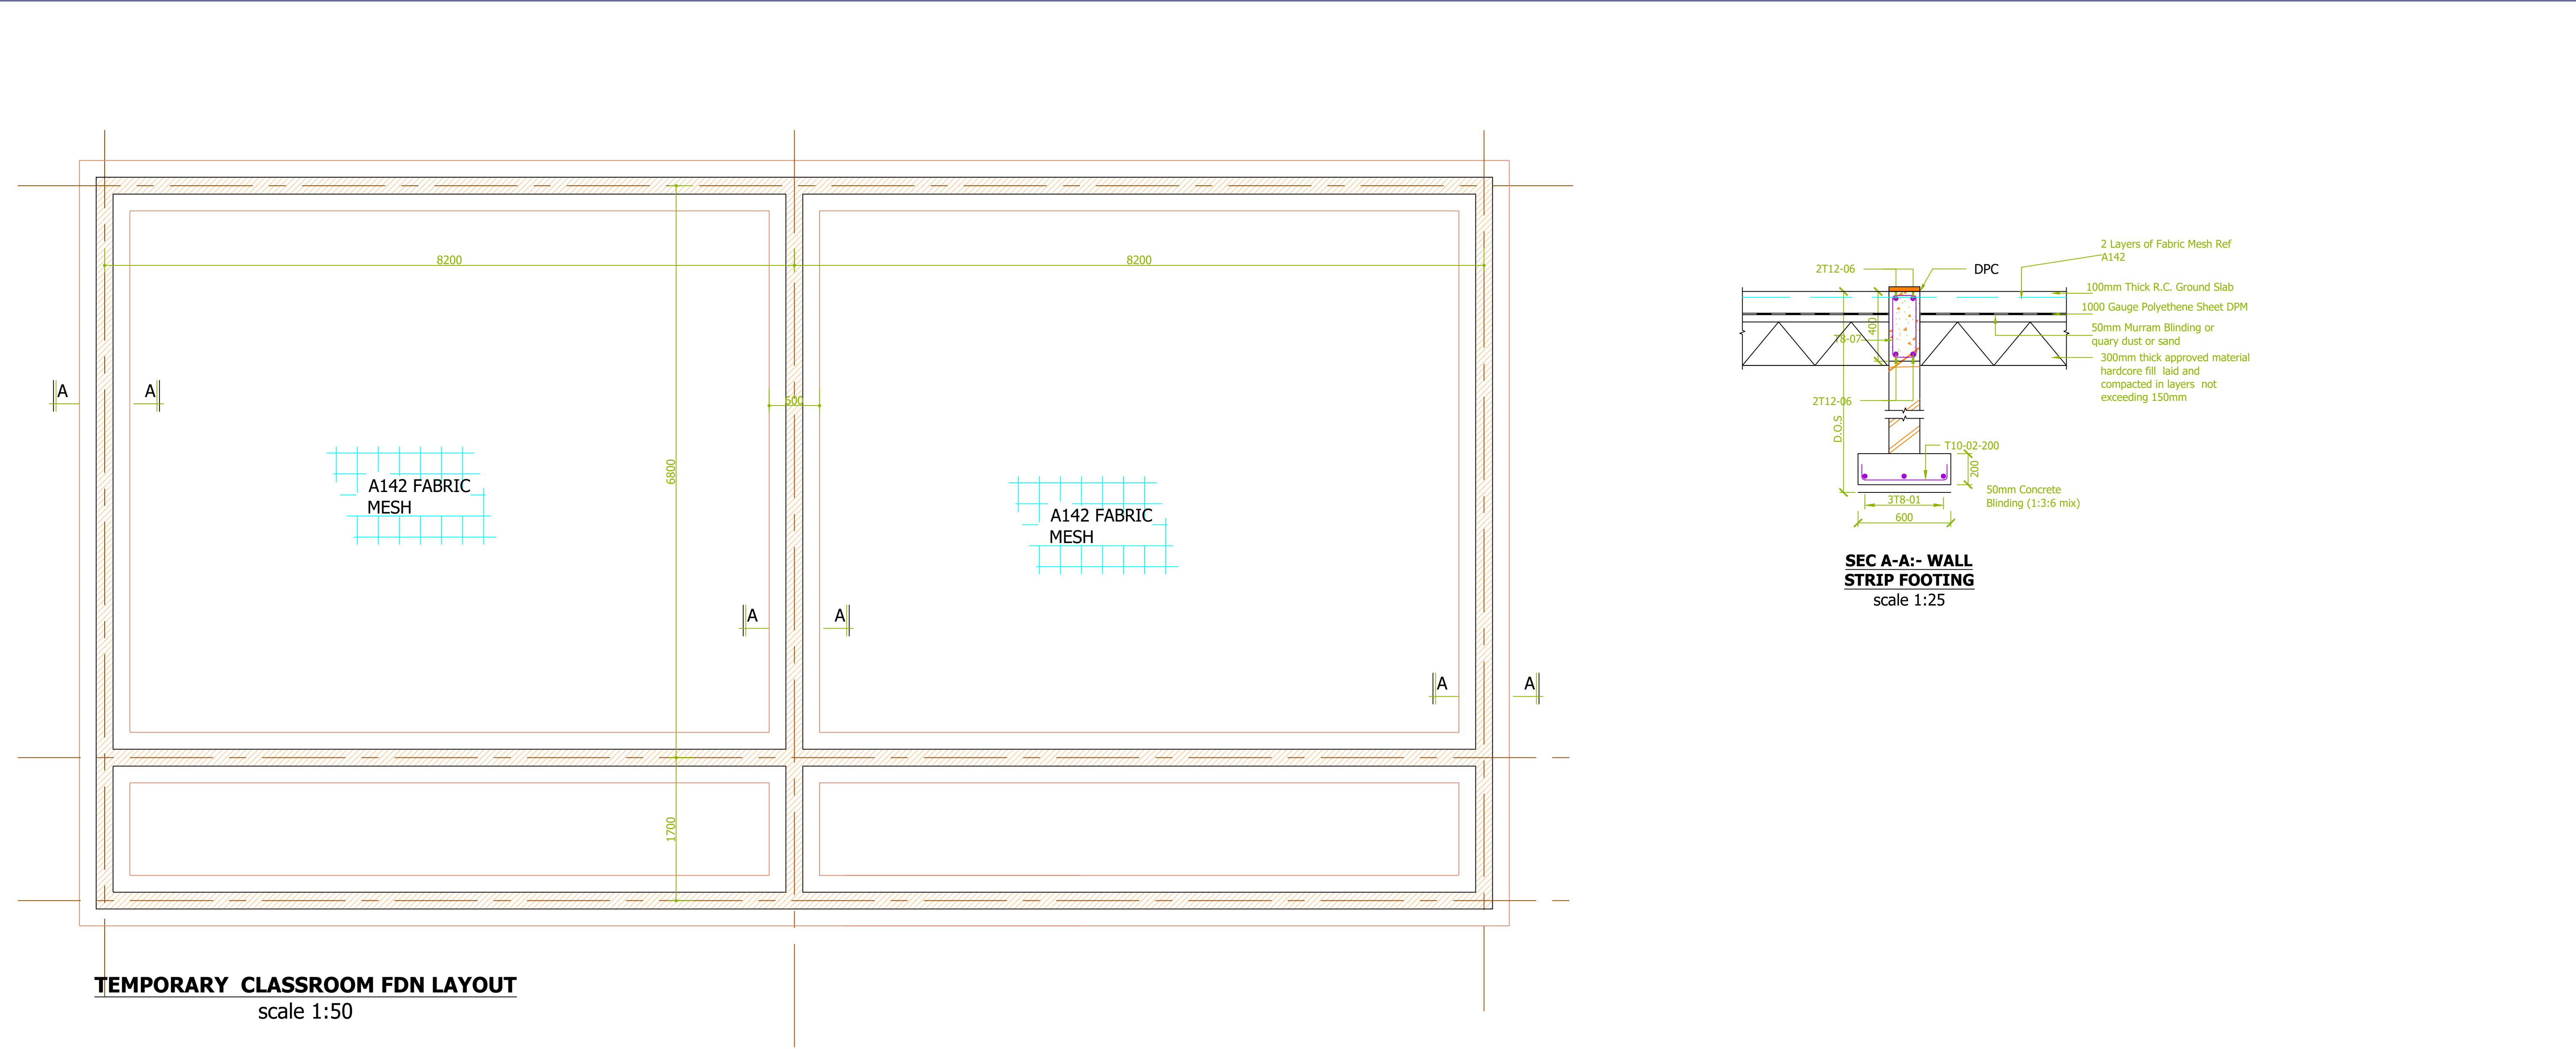 8200
8200
A
A
500
6800
A142 FABRIC
MESH
A142 FABRIC
MESH
A
A
A
A
1700
TEMPORARY  CLASSROOM FDN LAYOUT
scale 1:50
2 Layers of Fabric Mesh Ref
A142
2T12-06
DPC
100mm Thick R.C. Ground Slab
1000 Gauge Polyethene Sheet DPM
400
50mm Murram Blinding or
quary dust or sand
T8-07
300mm thick approved material
hardcore fill  laid and
compacted in layers  not
exceeding 150mm
2T12-06
D.O.S
T10-02-200
200
50mm Concrete
Blinding (1:3:6 mix)
3T8-01
600
SEC A-A:- WALL
STRIP FOOTING
scale 1:25